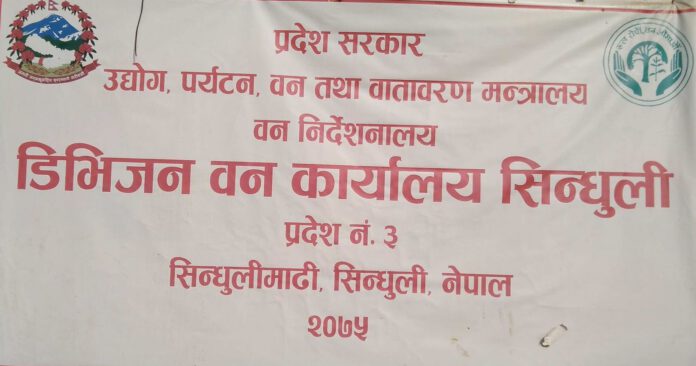 प्रदेश सरकार
उद्योग, पर्यटन, वन तथा वातावरण मन्त्रालय
वन निर्देशनालय
डिभिजन वन कार्यालय सिन्धुली
प्रदेश नं. ३
सिन्धुलीमाढी, सिन्धुली, नेपाल
२०७५